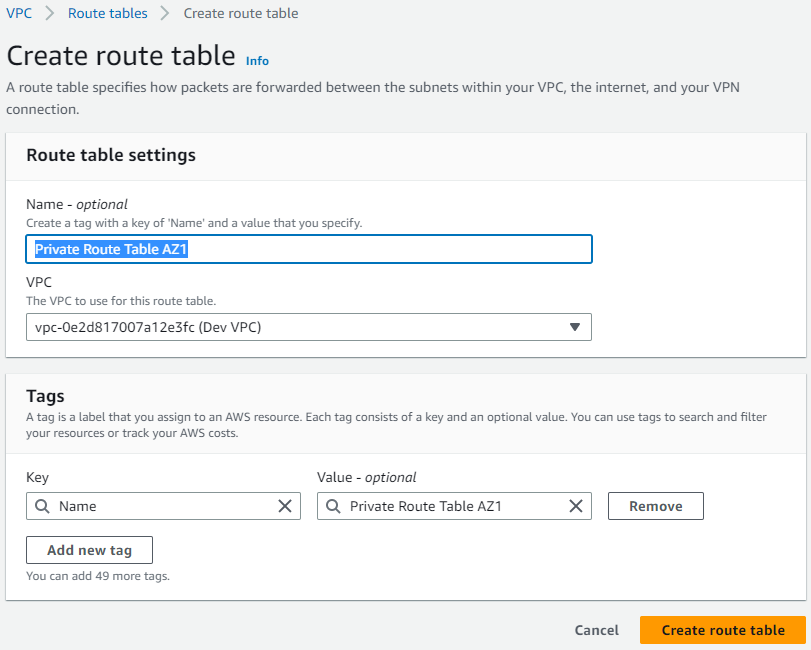 VPC > Route tables > Create route table
Create route table Info
A route table specifies how packets are forwarded between the subnets within your VPC, the internet, and your VPN
connection.
Route table settings
Name - optional
Create a tag with a key of 'Name' and a value that you specify.
Private Route Table AZ1
VPC
The VPC to use for this route table.
vpc-0e2d817007a12e3fc (Dev VPC)
Tags
A tag is a label that you assign to an AWS resource. Each tag consists of a key and an optional value. You can use tags to search and filter
your resources or track your AWS costs.
Key Value - optional
Name Private Route Table AZ1 Remove
Add new tag
You can add 49 more tags.
Cancel Create route table